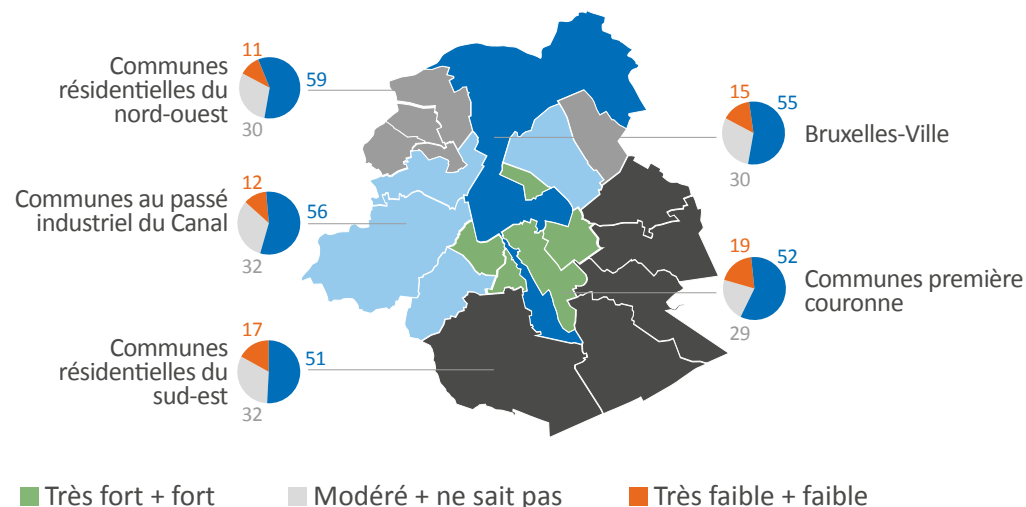 11
Communes
résidentielles du
nord-ouest
59
30
15
55
Bruxelles-Ville
30
12
Communes au passé
industriel du Canal
56
32
19
52
Communes première
couronne
29
17
Communes
résidentielles du
sud-est
51
32
Très fort + fort
Modéré + ne sait pas
Très faible + faible